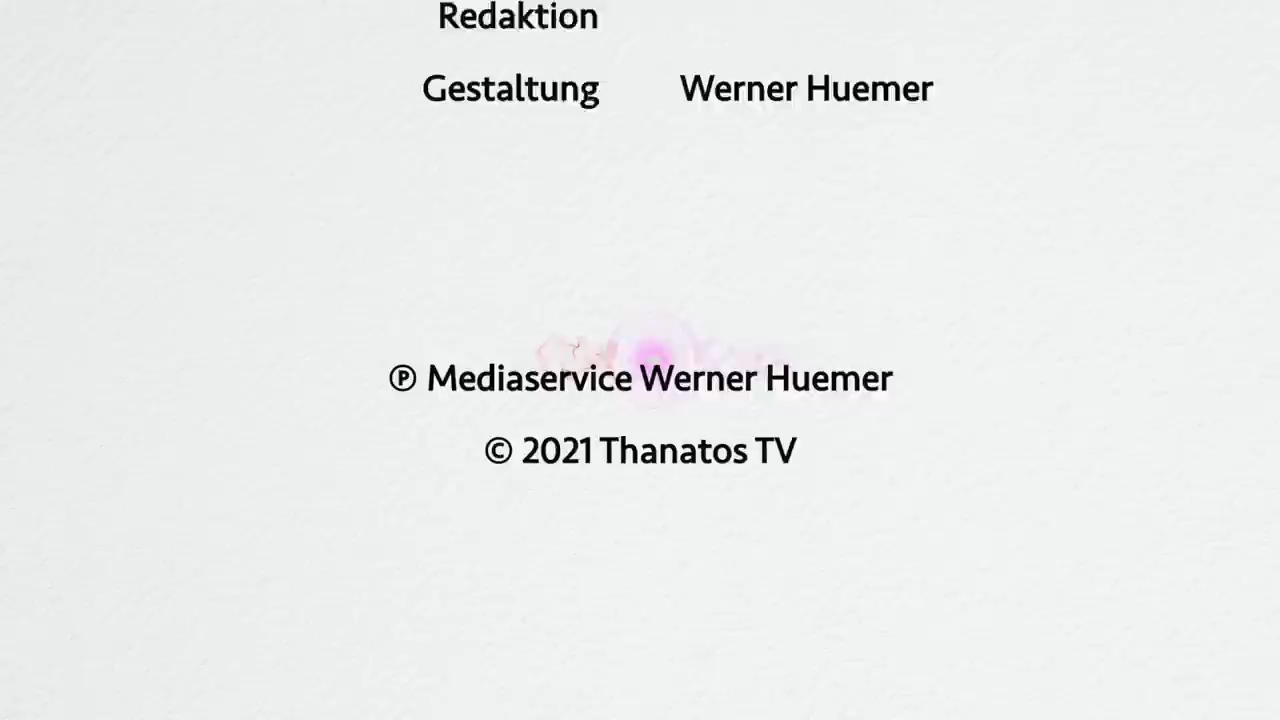 Redaktion
Gestaltung Werner Huemer
℗ Mediaservice Werner Huemer
© 2021 Thanatos TV